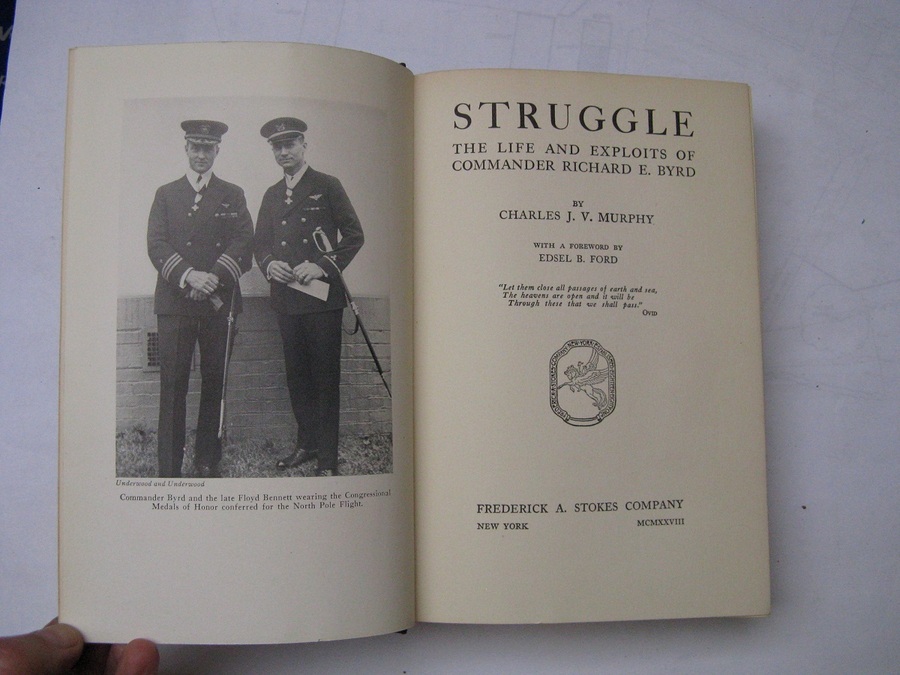 Underwood and Underwood
Commander Byrd and the late Floyd Bennett wearing the Congressional
Medals of Honor conferred for the North Pole Flight.
STRUGGLE
THE LIFE AND EXPLOITS OF
COMMANDER RICHARD E. BYRD
BY
CHARLES J. V. MURPHY
WITH A FOREWORD BY
EDSEL B. FORD
"Let them close all passages of earth and sea,
The heavens are open and it will be
Through these that we shall pass."
OVID
FREDERICK A. STOKES COMPANY
NEW YORK
MCMXXVIII